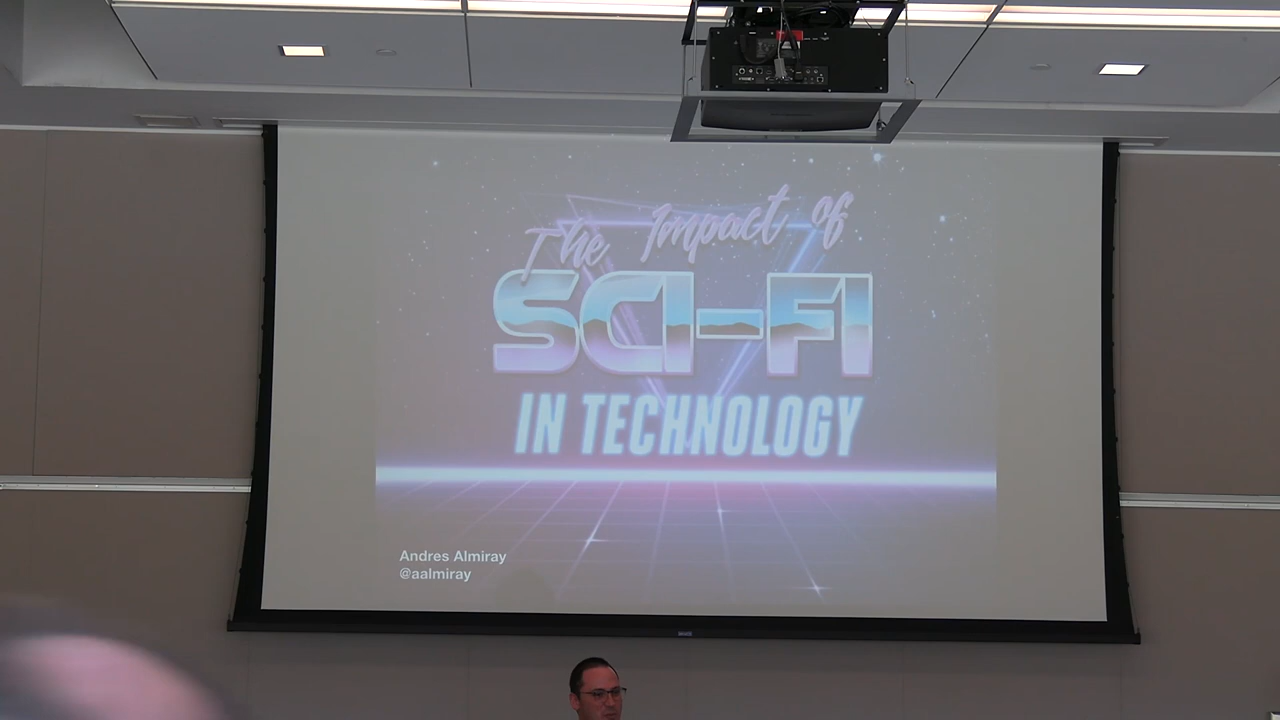 The Impact of
SCI-FI
IN TECHNOLOGY
Andres Almiray
@aalmiray